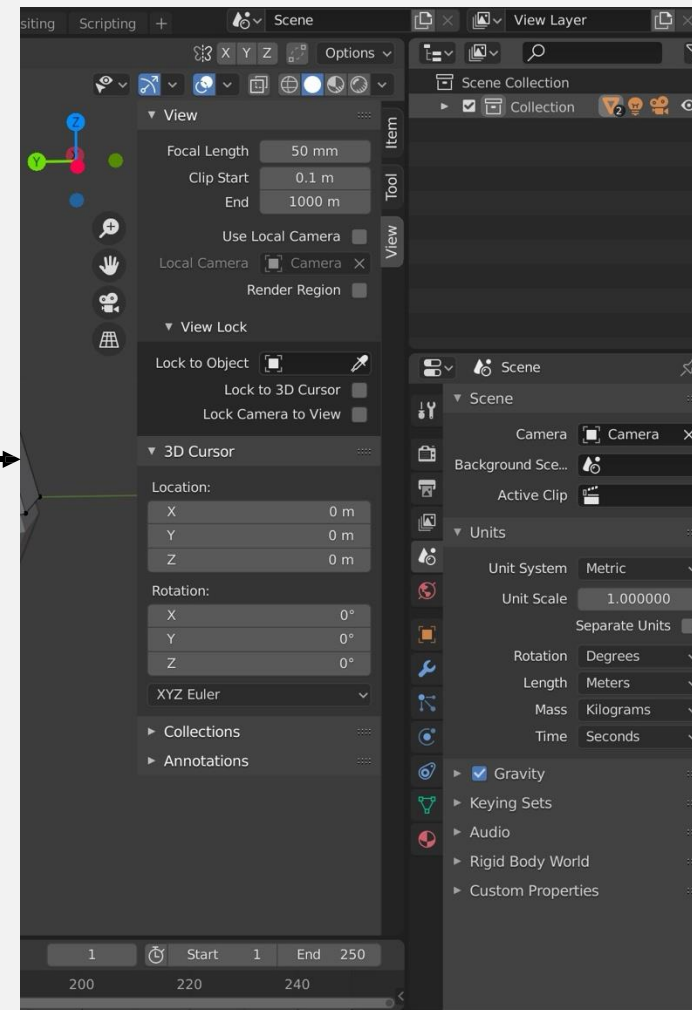 siting Scripting + Scene View Layer
X Y Z Options
Scene Collection
Collection 2
View
Focal Length 50 mm
Clip Start 0.1 m
End 1000 m
Use Local Camera
Local Camera Camera
Render Region
View Lock
Lock to Object
Lock to 3D Cursor
Lock Camera to View
3D Cursor
Location:
X 0 m
Y 0 m
Z 0 m
Rotation:
X 0°
Y 0°
Z 0°
XYZ Euler
Collections
Annotations
Item
Tool
View
Z
Y
Scene
Scene
Camera Camera
Background Sce...
Active Clip
Units
Unit System Metric
Unit Scale 1.000000
Separate Units
Rotation Degrees
Length Meters
Mass Kilograms
Time Seconds
Gravity
Keying Sets
Audio
Rigid Body World
Custom Properties
1 Start 1 End 250
200 220 240